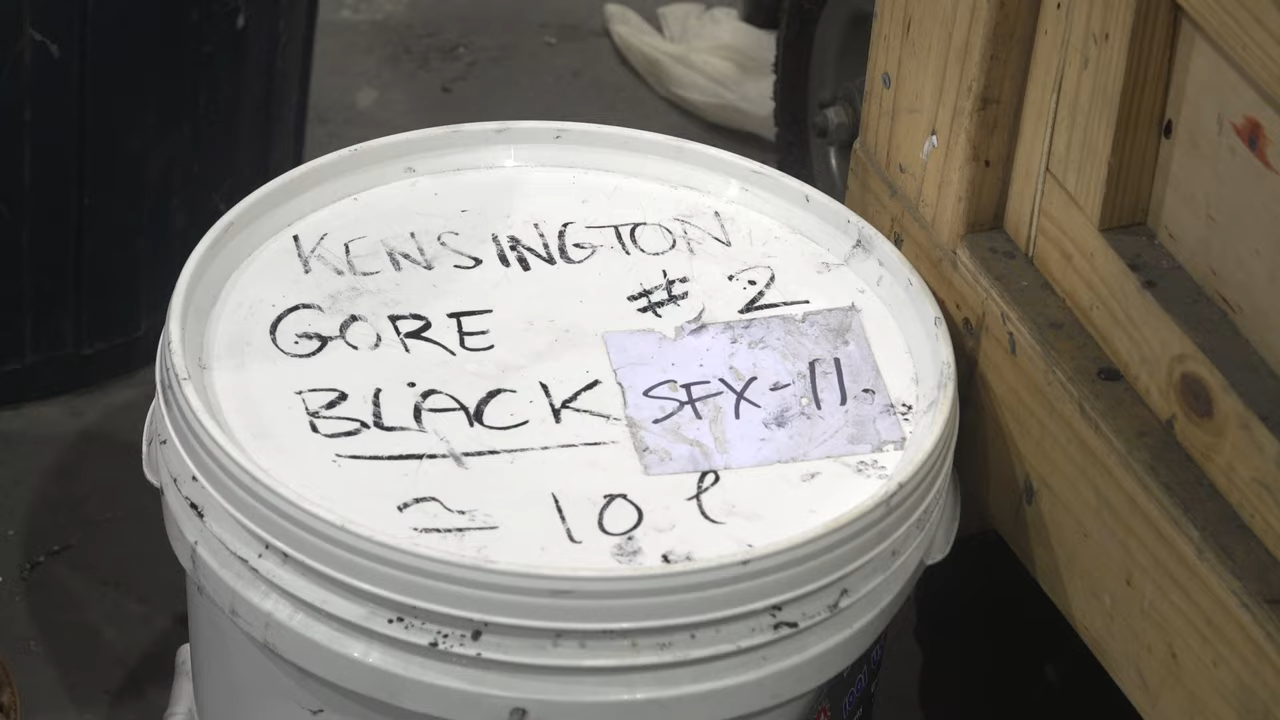 KENSINGTON
GORE # 2
BLACK
SFX-11.
≃ 10 ℓ